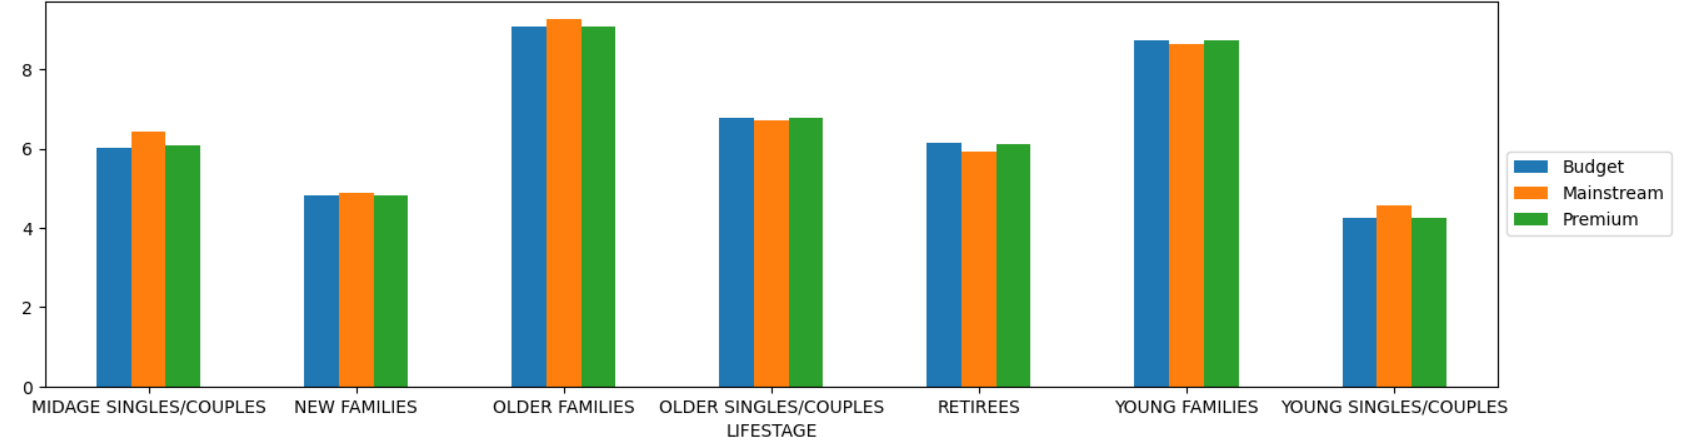 8
6
4
2
0
MIDAGE SINGLES/COUPLES NEW FAMILIES OLDER FAMILIES OLDER SINGLES/COUPLES RETIREES YOUNG FAMILIES YOUNG SINGLES/COUPLES
LIFESTAGE
Budget
Mainstream
Premium